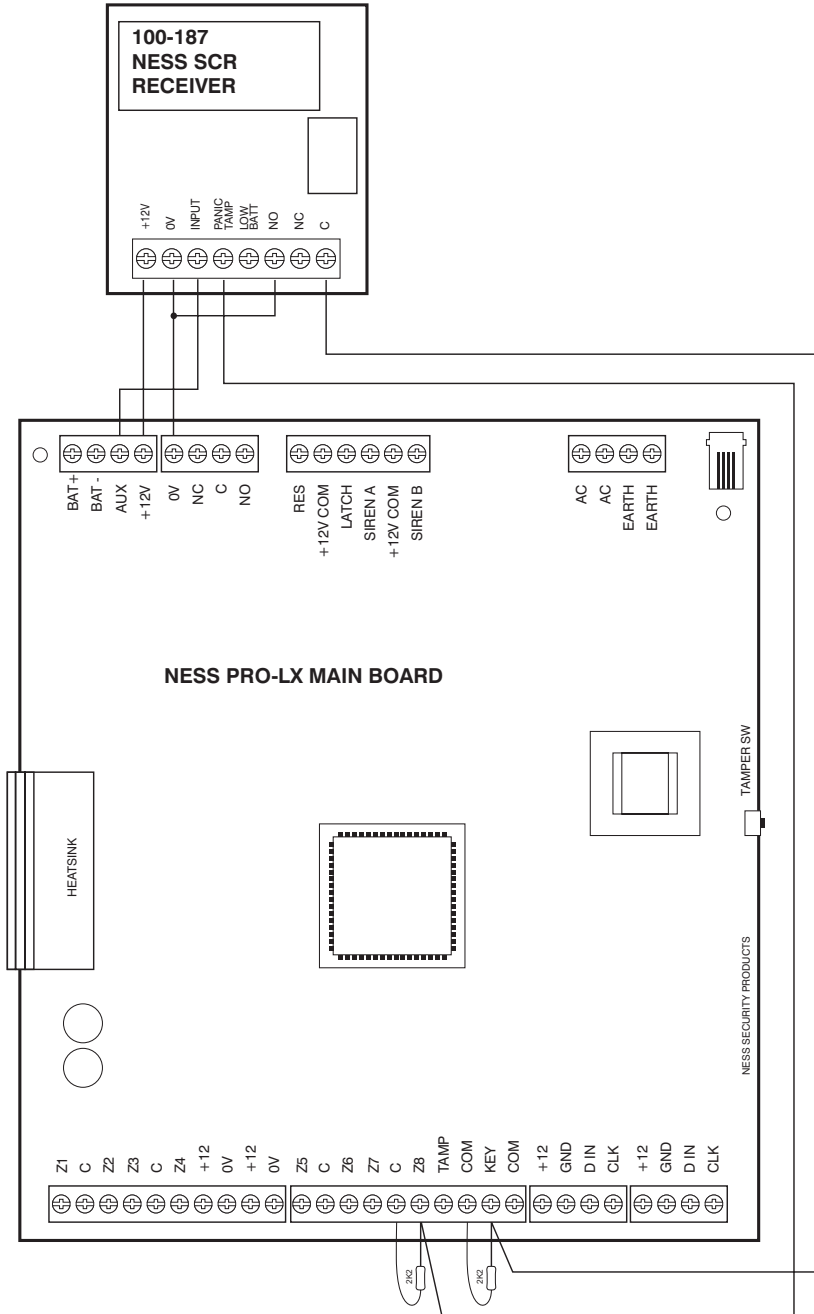 100-187
NESS SCR
RECEIVER
+12V
0V
INPUT
PANIC
TAMP
LOW
BATT
NO
NC
C
BAT+
BAT -
AUX
+12V
0V
NC
C
NO
RES
+12V COM
LATCH
SIREN A
+12V COM
SIREN B
AC
AC
EARTH
EARTH
NESS PRO-LX MAIN BOARD
HEATSINK
TAMPER SW
NESS SECURITY PRODUCTS
Z1
C
Z2
Z3
C
Z4
+12
0V
+12
0V
Z5
C
Z6
Z7
C
Z8
TAMP
COM
KEY
COM
+12
GND
D IN
CLK
+12
GND
D IN
CLK
2K2
2K2